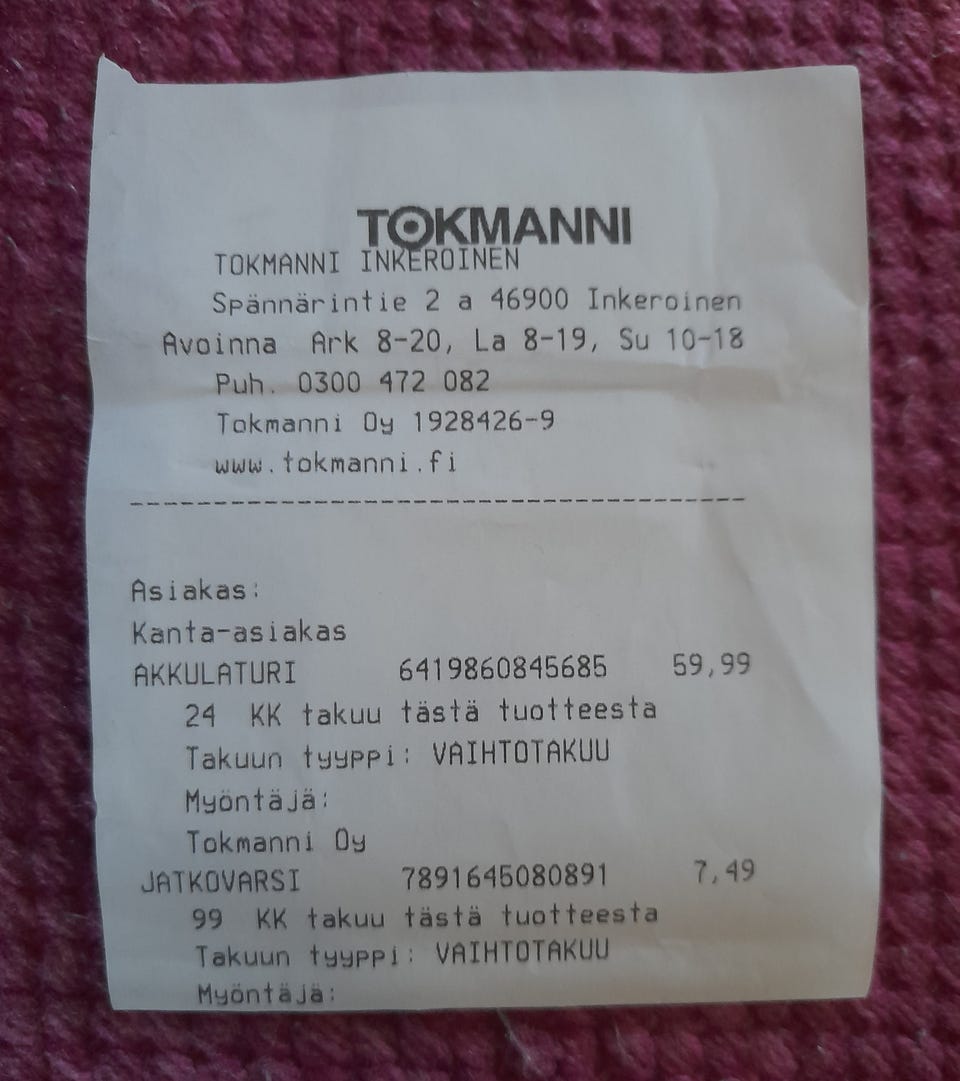 TOKMANNI
TOKMANNI INKEROINEN
Spännärintie 2 a 46900 Inkeroinen
Avoinna Ark 8-20, La 8-19, Su 10-18
Puh. 0300 472 082
Tokmanni Oy 1928426-9
www.tokmanni.fi
Asiakas:
Kanta-asiakas
AKKULATURI 6419860845685 59,99
24 KK takuu tästä tuotteesta
Takuun tyyppi: VAIHTOTAKUU
Myöntäjä:
Tokmanni Oy
JATKOVARSI 7891645080891 7,49
99 KK takuu tästä tuotteesta
Takuun tyyppi: VAIHTOTAKUU
Myöntäjä: